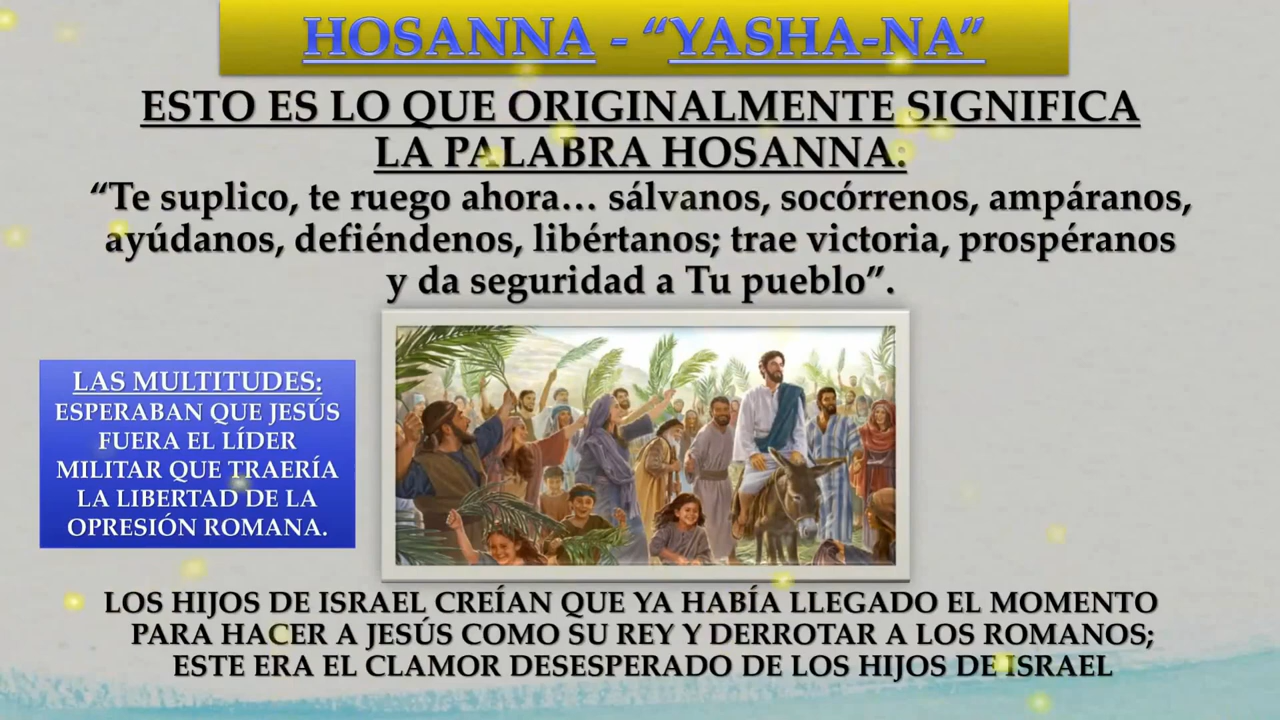 HOSANNA - “YASHA-NA”
ESTO ES LO QUE ORIGINALMENTE SIGNIFICA
LA PALABRA HOSANNA:
“Te suplico, te ruego ahora… sálvanos, socórrenos, ampáranos,
ayúdanos, defiéndenos, libértanos; trae victoria, prospéranos
y da seguridad a Tu pueblo”.
LAS MULTITUDES:
ESPERABAN QUE JESÚS
FUERA EL LÍDER
MILITAR QUE TRAERÍA
LA LIBERTAD DE LA
OPRESIÓN ROMANA.
LOS HIJOS DE ISRAEL CREÍAN QUE YA HABÍA LLEGADO EL MOMENTO
PARA HACER A JESÚS COMO SU REY Y DERROTAR A LOS ROMANOS;
ESTE ERA EL CLAMOR DESESPERADO DE LOS HIJOS DE ISRAEL